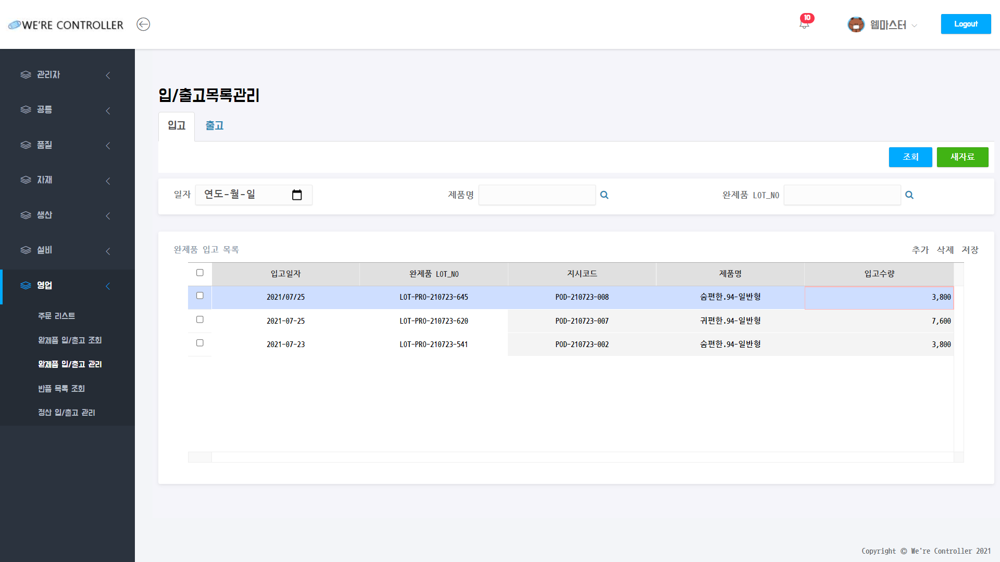 WE'RE CONTROLLER
10
웹마스터
Logout
관리자
공통
품질
자재
생산
설비
영업
주문 리스트
완제품 입/출고 조회
완제품 입/출고 관리
반품 목록 조회
정산 입/출고 관리
입/출고목록관리
입고 출고
조회 새자료
일자 연도-월-일 제품명 완제품 LOT_NO
완제품 입고 목록 추가 삭제 저장
입고일자 완제품 LOT_NO 지시코드 제품명 입고수량
2021/07/25 LOT-PRO-210723-645 POD-210723-008 숨편한.94-일반형 3,800
2021-07-25 LOT-PRO-210723-620 POD-210723-007 귀편한.94-일반형 7,600
2021-07-23 LOT-PRO-210723-541 POD-210723-002 숨편한.94-일반형 3,800
Copyright © We're Controller 2021